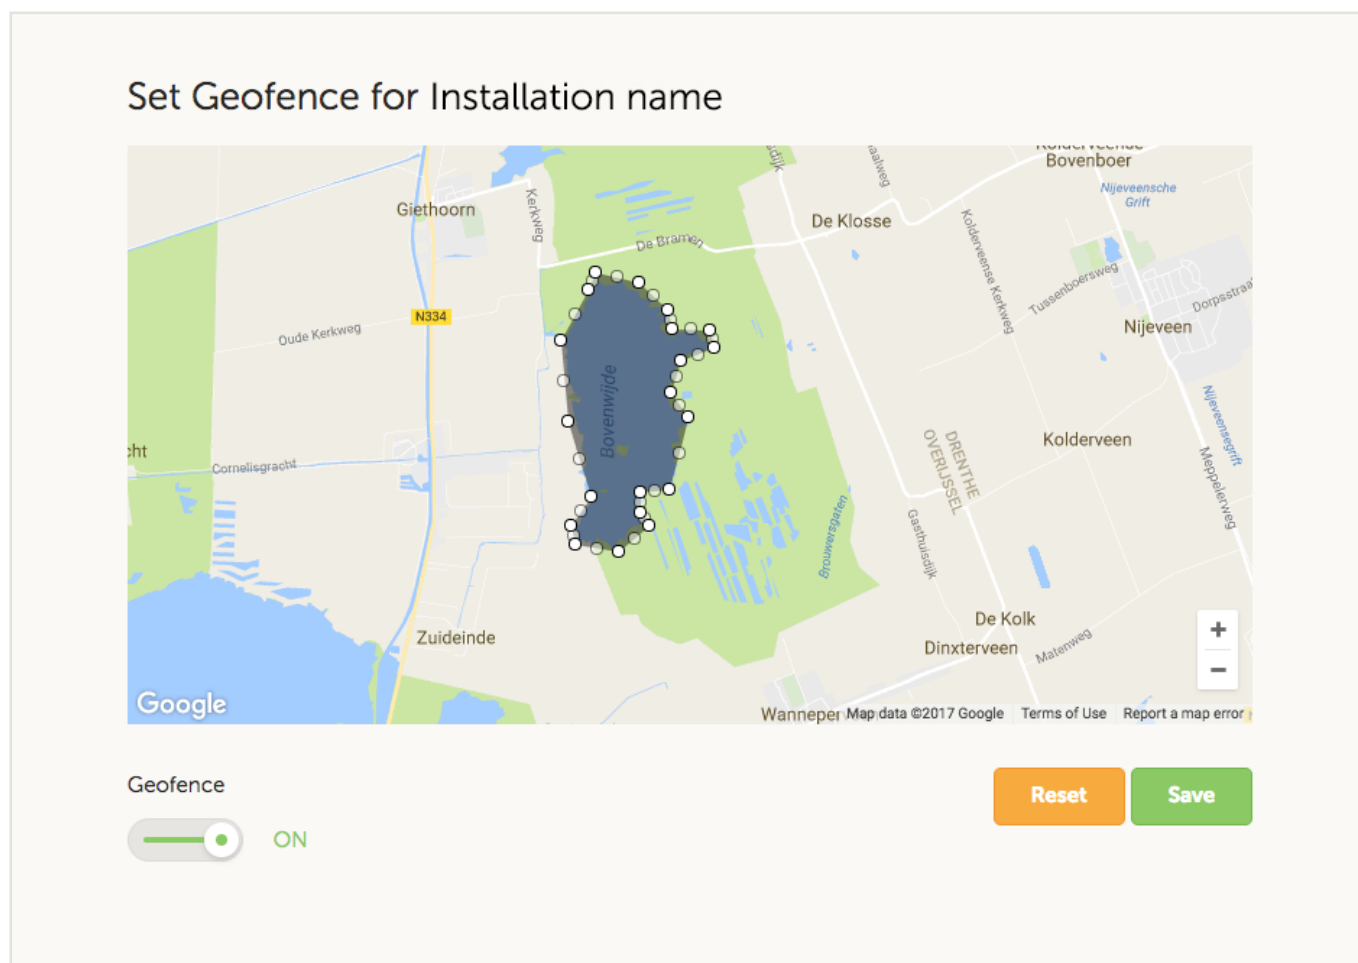 Set Geofence for Installation name
Bovenboer
Nijeveensche
Grift
Giethoorn
Kerkweg
De Klosse
De Bramen
Kolderveense Kerkweg
Tussenboersweg
Dorpsstraa
N334
Nijeveen
Oude Kerkweg
Bovenwijde
Nijeveensegrift
cht
Cornelisgracht
DRENTHE
OVERIJSSEL
Kolderveen
Meppelerweg
Brouwersgaten
Gasthuisdijk
De Kolk
Zuideinde
Dinxterveen
Matenweg
+
−
Google
Wanneper
Map data ©2017 Google
Terms of Use
Report a map error
Geofence
Reset
Save
ON